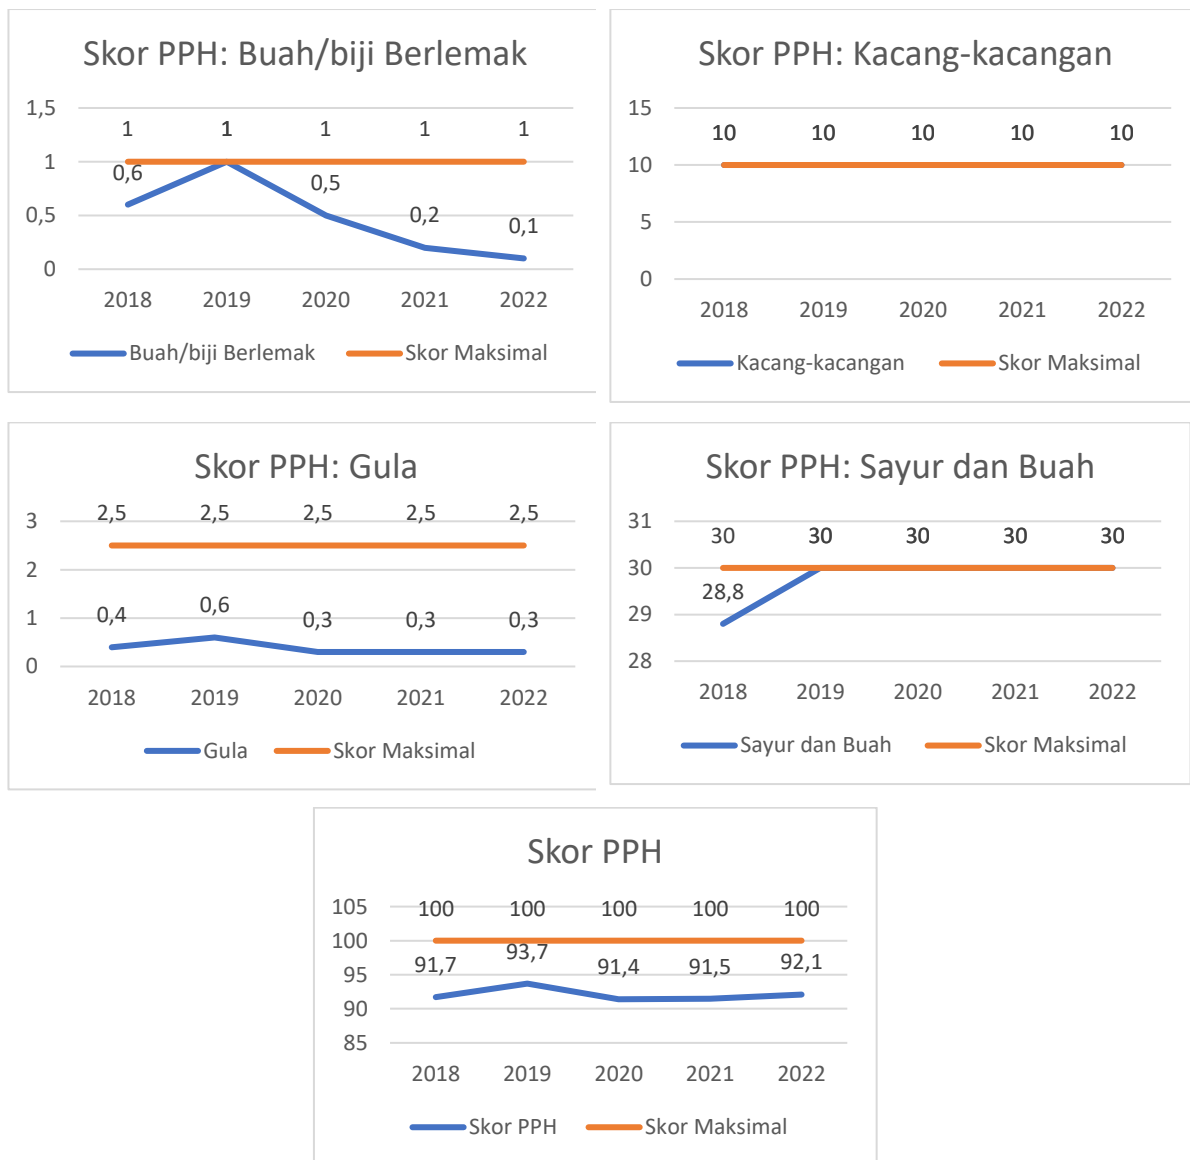 Skor PPH: Buah/biji Berlemak
1,5
1
0,5
0
1 1 1 1 1
0,6 1 0,5 0,2 0,1
2018 2019 2020 2021 2022
Buah/biji Berlemak Skor Maksimal
Skor PPH: Kacang-kacangan
15
10
5
0
10 10 10 10 10
2018 2019 2020 2021 2022
Kacang-kacangan Skor Maksimal
Skor PPH: Gula
3
2
1
0
2,5 2,5 2,5 2,5 2,5
0,4 0,6 0,3 0,3 0,3
2018 2019 2020 2021 2022
Gula Skor Maksimal
Skor PPH: Sayur dan Buah
31
30
29
28
30 30 30 30 30
28,8
2018 2019 2020 2021 2022
Sayur dan Buah Skor Maksimal
Skor PPH
105
100
95
90
85
100 100 100 100 100
91,7 93,7 91,4 91,5 92,1
2018 2019 2020 2021 2022
Skor PPH Skor Maksimal